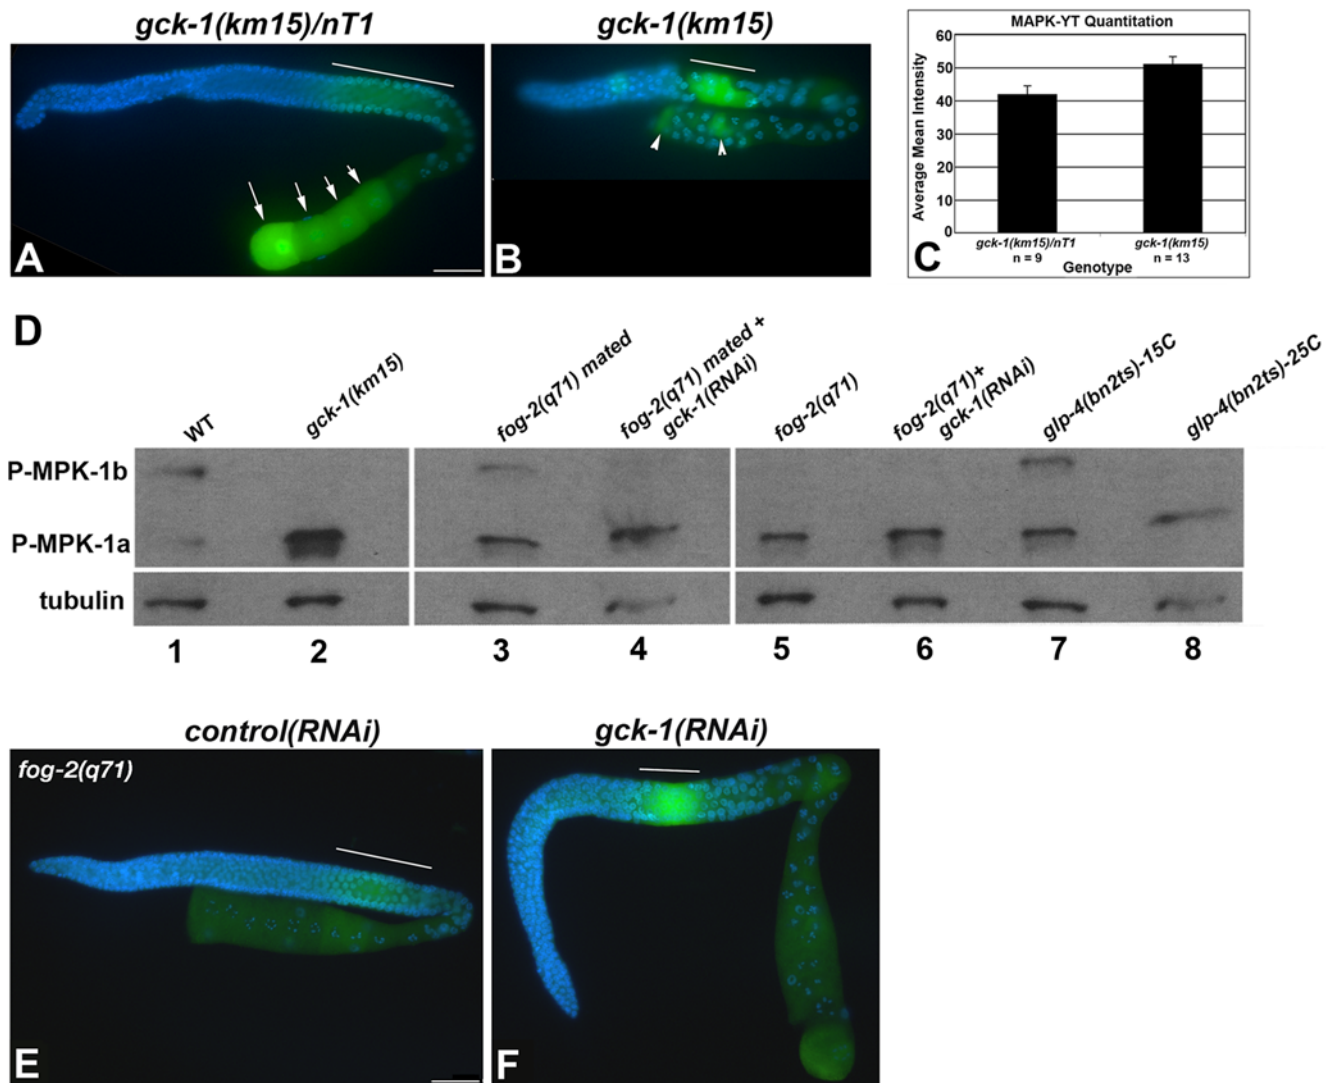 gck-1(km15)/nT1
gck-1(km15)
A
B
MAPK-YT Quantitation
Average Mean Intensity
60
50
40
30
20
10
0
gck-1(km15)/nT1
n = 9
gck-1(km15)
n = 13
Genotype
C
D
WT
gck-1(km15)
fog-2(q71) mated
fog-2(q71) mated +
gck-1(RNAi)
fog-2(q71)
fog-2(q71)+
gck-1(RNAi)
glp-4(bn2ts)-15C
glp-4(bn2ts)-25C
P-MPK-1b
P-MPK-1a
tubulin
1 2 3 4 5 6 7 8
control(RNAi)
gck-1(RNAi)
fog-2(q71)
E
F